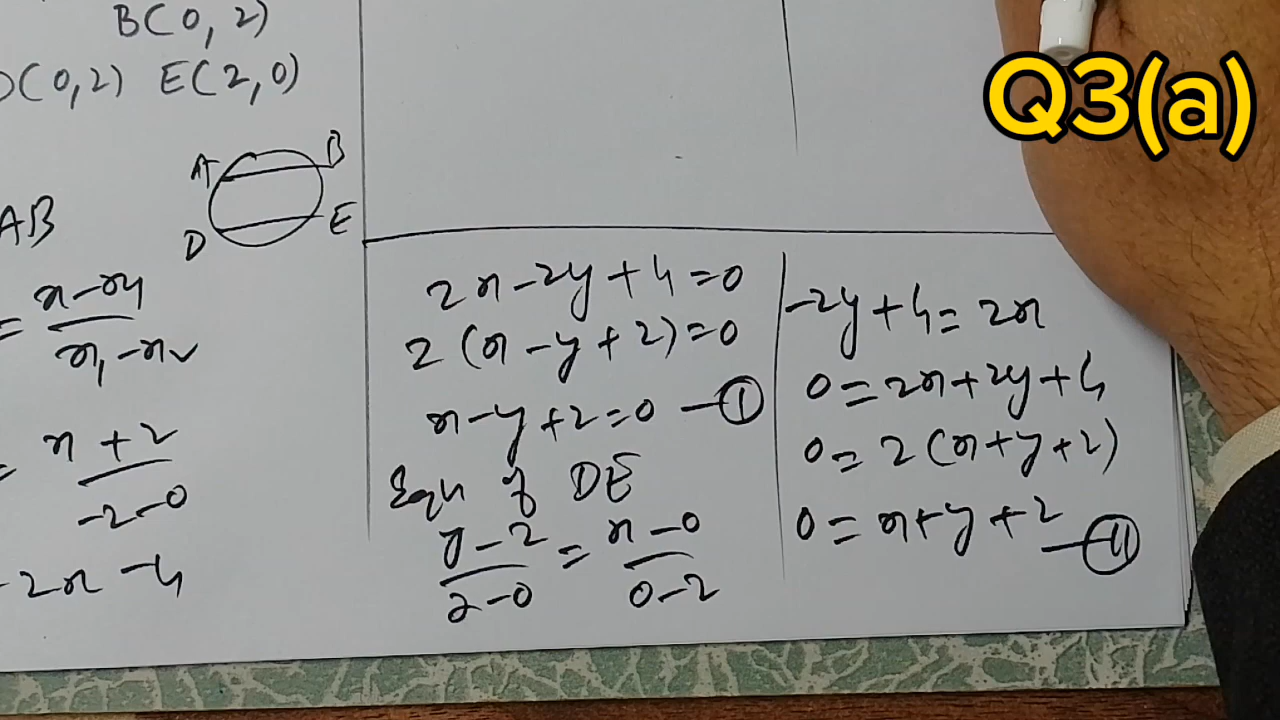 B(0, 2)
D(0,2) E(2,0)
A B
D E
AB
= x-x1 / x1-x2
= x+2 / -2-0
-2x-4
2x-2y+4=0
2(x-y+2)=0
x-y+2=0 —(I)
Eqn of DE
y-2 / 2-0 = x-0 / 0-2
-2y+4=2x
0=2x+2y+4
0=2(x+y+2)
0=x+y+2 —(II)
Q3(a)